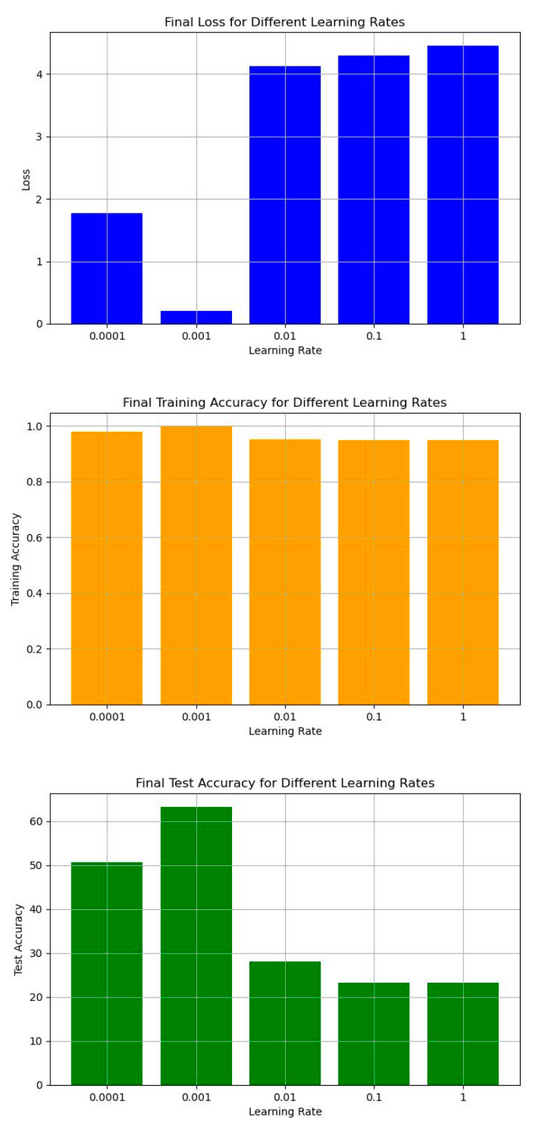 Final Loss for Different Learning Rates
4
3
2
1
0
Loss
0.0001 0.001 0.01 0.1 1
Learning Rate
Final Training Accuracy for Different Learning Rates
1.0
0.8
0.6
0.4
0.2
0.0
Training Accuracy
0.0001 0.001 0.01 0.1 1
Learning Rate
Final Test Accuracy for Different Learning Rates
60
50
40
30
20
10
0
Test Accuracy
0.0001 0.001 0.01 0.1 1
Learning Rate